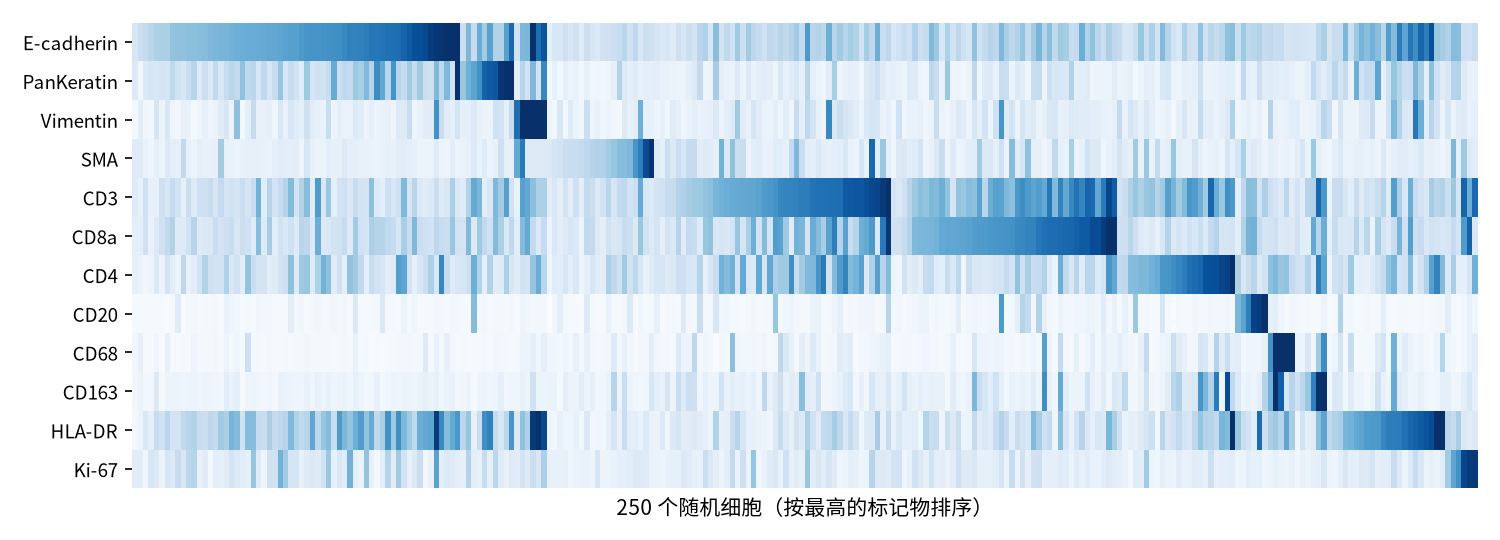 E-cadherin
PanKeratin
Vimentin
SMA
CD3
CD8a
CD4
CD20
CD68
CD163
HLA-DR
Ki-67
250 个随机细胞（按最高的标记物排序）